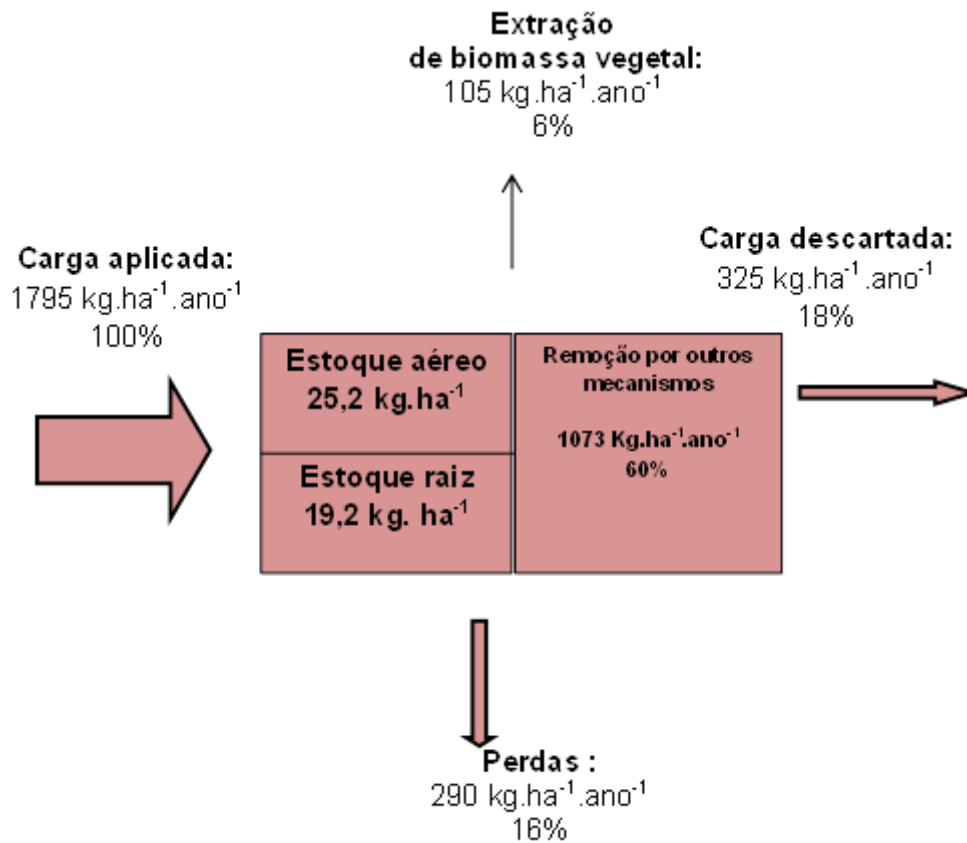 Extração
de biomassa vegetal:
105 kg.ha⁻¹.ano⁻¹
6%
Carga aplicada:
1795 kg.ha⁻¹.ano⁻¹
100%
Carga descartada:
325 kg.ha⁻¹.ano⁻¹
18%
Estoque aéreo
25,2 kg.ha⁻¹
Estoque raiz
19,2 kg. ha⁻¹
Remoção por outros
mecanismos
1073 Kg.ha⁻¹.ano⁻¹
60%
Perdas :
290 kg.ha⁻¹.ano⁻¹
16%